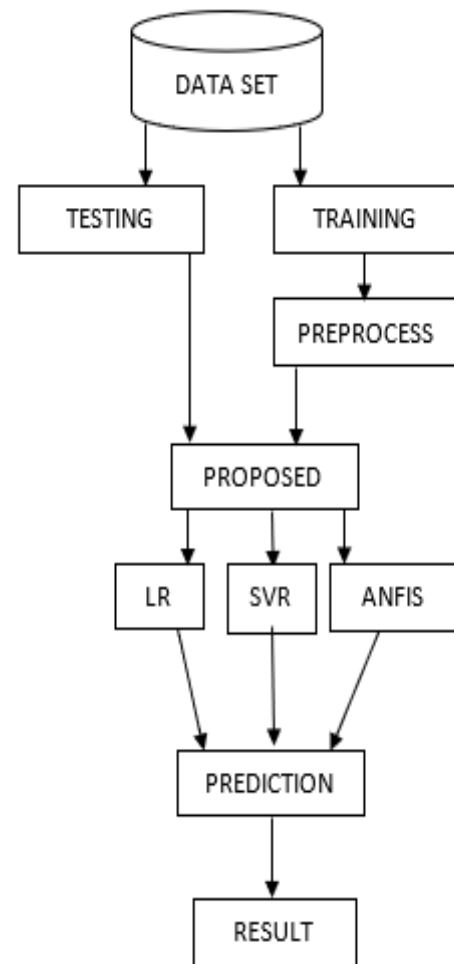 DATA SET
TESTING
TRAINING
PREPROCESS
PROPOSED
LR
SVR
ANFIS
PREDICTION
RESULT